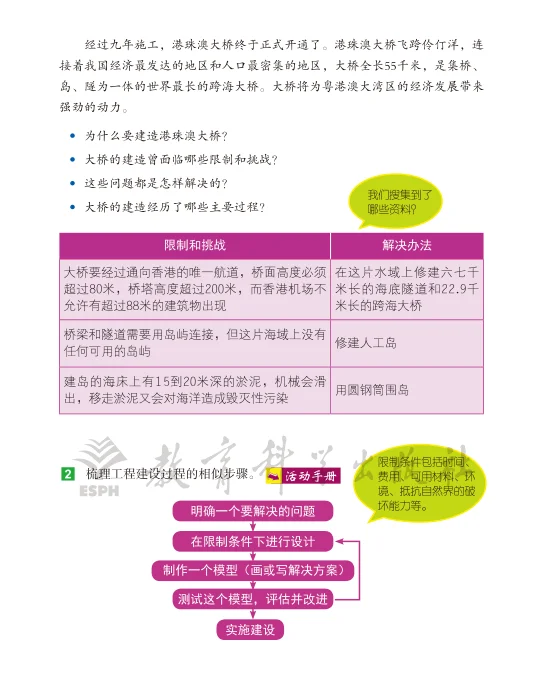 经过九年施工，港珠澳大桥终于正式开通了。港珠澳大桥飞跨伶仃洋，连
接着我国经济最发达的地区和人口最密集的地区，大桥全长55千米，是集桥、
岛、隧为一体的世界最长的跨海大桥。大桥将为粤港澳大湾区的经济发展带来
强劲的动力。
• 为什么要建造港珠澳大桥？
• 大桥的建造曾面临哪些限制和挑战？
• 这些问题都是怎样解决的？
• 大桥的建造经历了哪些主要过程？
我们搜集到了
哪些资料？
限制和挑战 解决办法
大桥要经过通向香港的唯一航道，桥面高度必须
超过80米，桥塔高度超过200米，而香港机场不
允许有超过88米的建筑物出现
在这片水域上修建六七千
米长的海底隧道和22.9千
米长的跨海大桥
桥梁和隧道需要用岛屿连接，但这片海域上没有
任何可用的岛屿
修建人工岛
建岛的海床上有15到20米深的淤泥，机械会滑
出，移走淤泥又会对海洋造成毁灭性污染
用圆钢筒围岛
教育科学出版社
ESPH
2 梳理工程建设过程的相似步骤。 活动手册
限制条件包括时间、
费用、可用材料、环
境、抵抗自然界的破
坏能力等。
明确一个要解决的问题
在限制条件下进行设计
制作一个模型（画或写解决方案）
测试这个模型，评估并改进
实施建设